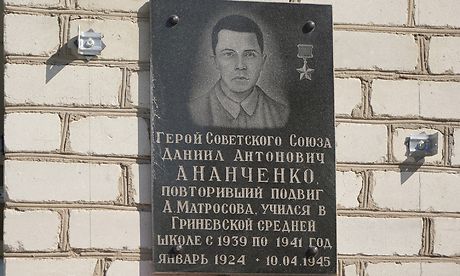 Герой Советского Союза
Даниил Антонович
АНАНЧЕНКО,
повторивший подвиг
А.Матросова, учился в
Гриневской средней
школе с 1939 по 1941 год
январь 1924 - 10.04.1945